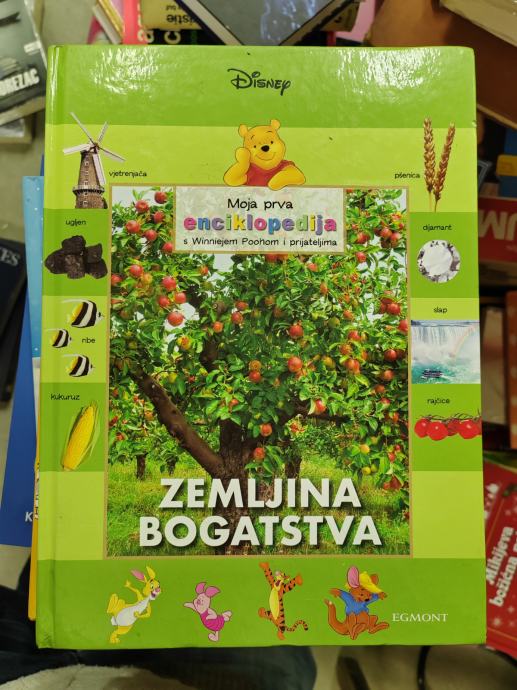 Disney
vjetrenjača
pšenica
Moja prva
enciklopedija
s Winniejem Poohom i prijateljima
ugljen
dijamant
ribe
slap
kukuruz
rajčice
ZEMLJINA
BOGATSTVA
EGMONT